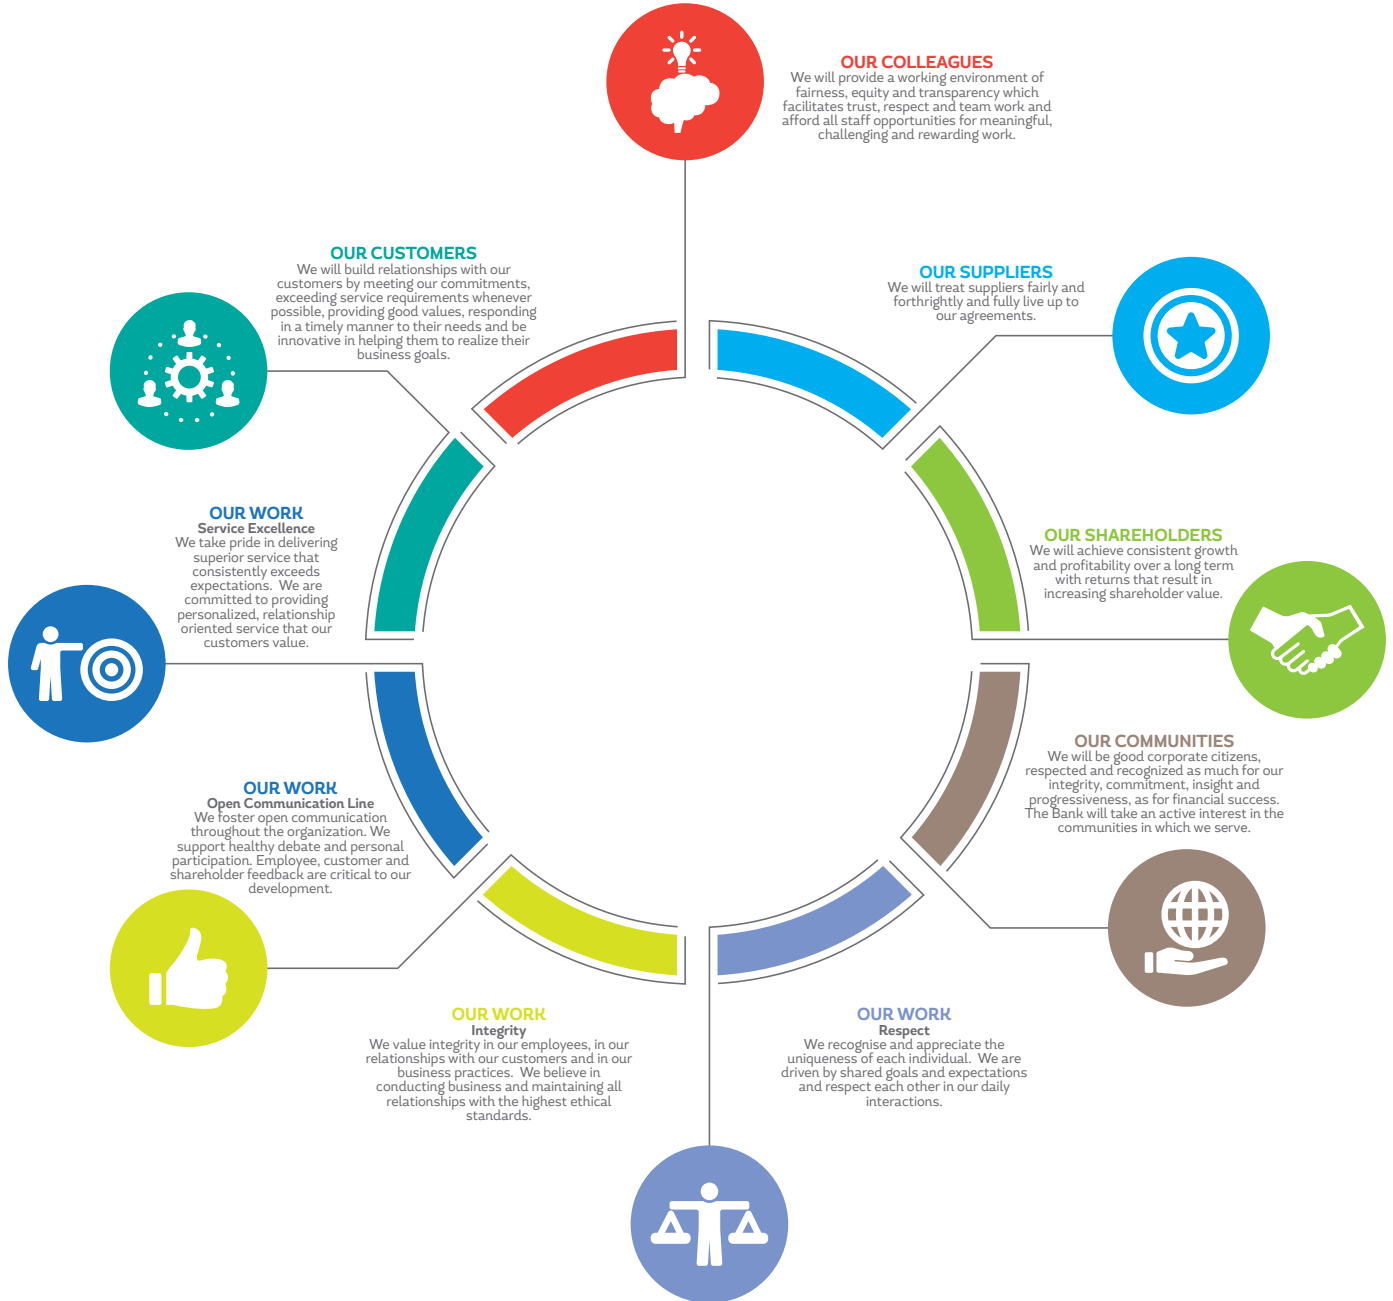 OUR COLLEAGUES
We will provide a working environment of
fairness, equity and transparency which
facilitates trust, respect and team work and
afford all staff opportunities for meaningful,
challenging and rewarding work.
OUR CUSTOMERS
We will build relationships with our
customers by meeting our commitments,
exceeding service requirements whenever
possible, providing good values, responding
in a timely manner to their needs and be
innovative in helping them to realize their
business goals.
OUR SUPPLIERS
We will treat suppliers fairly and
forthrightly and fully live up to
our agreements.
OUR WORK
Service Excellence
We take pride in delivering
superior service that
consistently exceeds
expectations.  We are
committed to providing
personalized, relationship
oriented service that our
customers value.
OUR SHAREHOLDERS
We will achieve consistent growth
and profitability over a long term
with returns that result in
increasing shareholder value.
OUR COMMUNITIES
We will be good corporate citizens,
respected and recognized as much for our
integrity, commitment, insight and
progressiveness, as for financial success.
The Bank will take an active interest in the
communities in which we serve.
OUR WORK
Open Communication Line
We foster open communication
throughout the organization. We
support healthy debate and personal
participation. Employee, customer and
shareholder feedback are critical to our
development.
OUR WORK
Integrity
We value integrity in our employees, in our
relationships with our customers and in our
business practices.  We believe in
conducting business and maintaining all
relationships with the highest ethical
standards.
OUR WORK
Respect
We recognise and appreciate the
uniqueness of each individual.  We are
driven by shared goals and expectations
and respect each other in our daily
interactions.